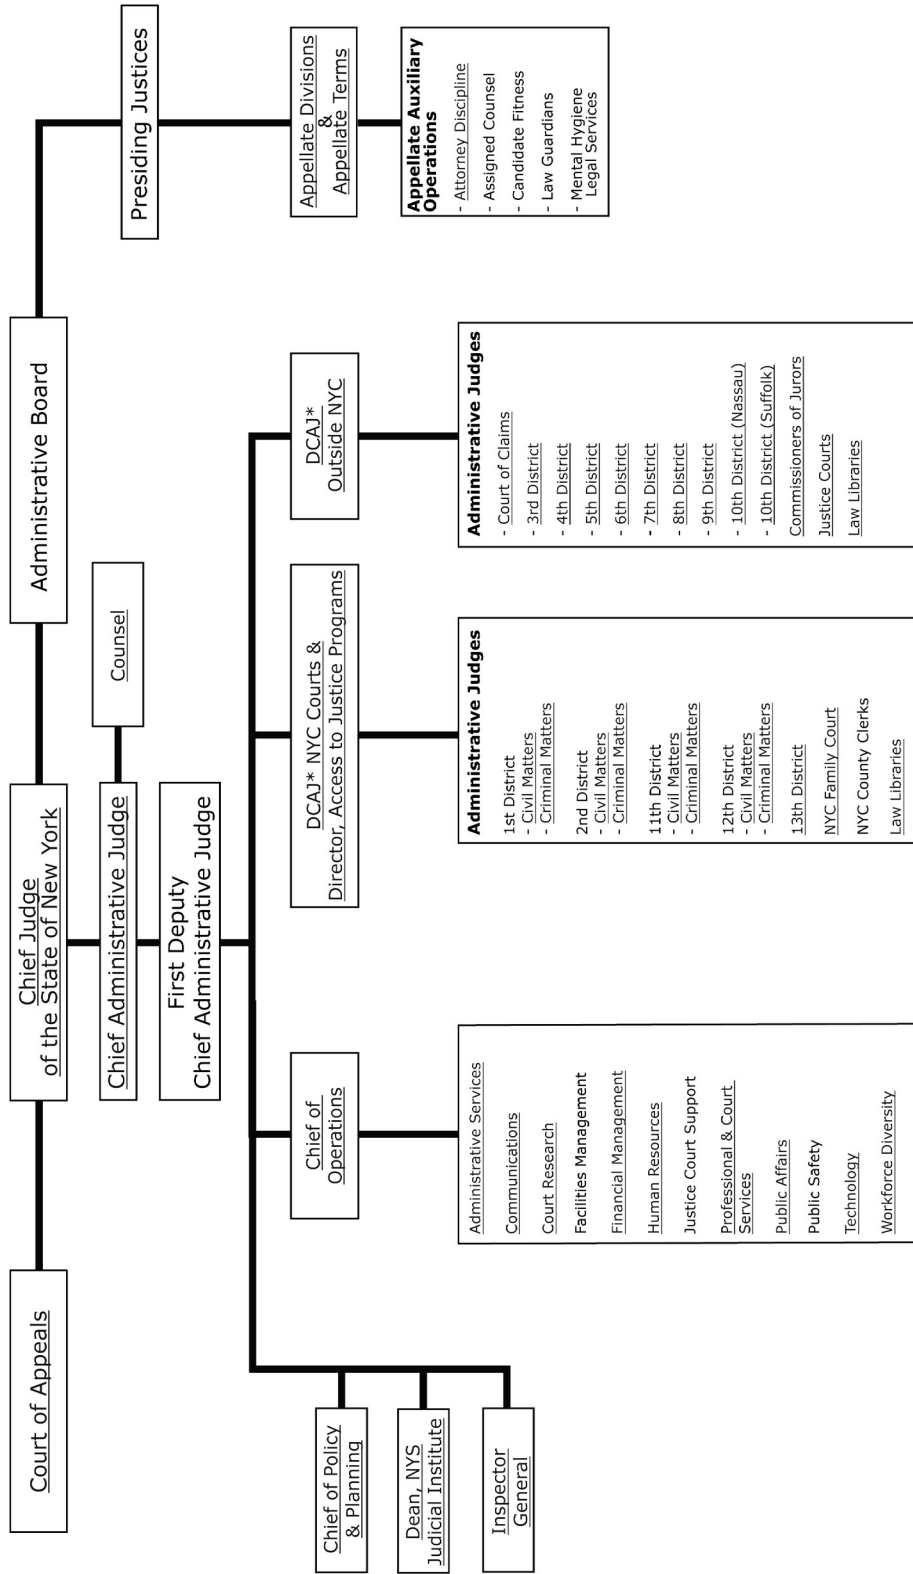 Court of Appeals
Chief Judge
of the State of New York
Administrative Board
Chief Administrative Judge
Counsel
Presiding Justices
First Deputy
Chief Administrative Judge
Chief of Policy
& Planning
Dean, NYS
Judicial Institute
Inspector
General
Chief of
Operations
DCAJ* NYC Courts &
Director, Access to Justice Programs
DCAJ*
Outside NYC
Appellate Divisions
&
Appellate Terms
Administrative Services
Communications
Court Research
Facilities Management
Financial Management
Human Resources
Justice Court Support
Professional & Court
Services
Public Affairs
Public Safety
Technology
Workforce Diversity
Administrative Judges
1st District
- Civil Matters
- Criminal Matters
2nd District
- Civil Matters
- Criminal Matters
11th District
- Civil Matters
- Criminal Matters
12th District
- Civil Matters
- Criminal Matters
13th District
NYC Family Court
NYC County Clerks
Law Libraries
Administrative Judges
- Court of Claims
- 3rd District
- 4th District
- 5th District
- 6th District
- 7th District
- 8th District
- 9th District
- 10th District (Nassau)
- 10th District (Suffolk)
Commissioners of Jurors
Justice Courts
Law Libraries
Appellate Auxiliary
Operations
- Attorney Discipline
- Assigned Counsel
- Candidate Fitness
- Law Guardians
- Mental Hygiene
Legal Services